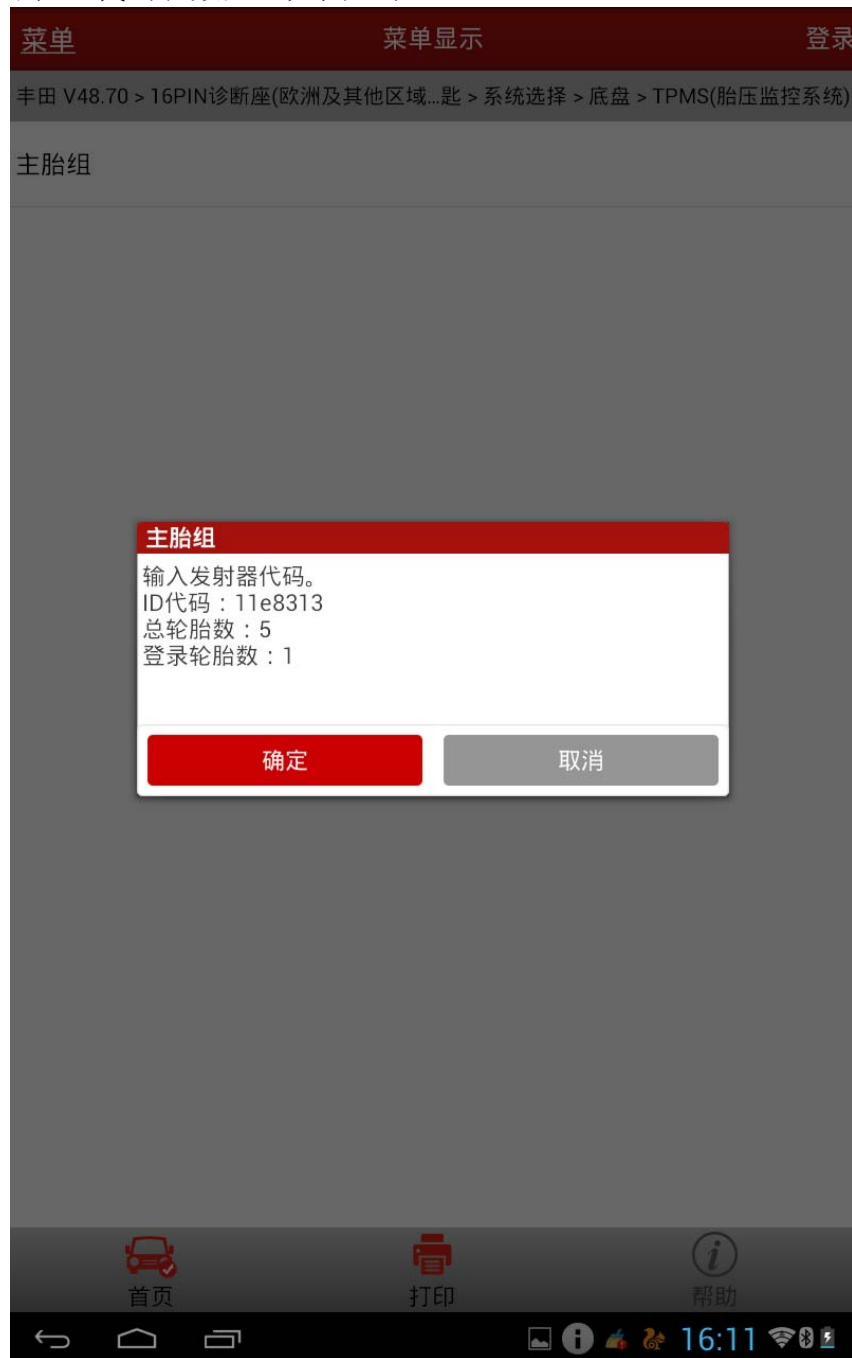 菜单
菜单显示
登录
丰田 V48.70 > 16PIN诊断座(欧洲及其他区域...匙 > 系统选择 > 底盘 > TPMS(胎压监控系统)
主胎组
主胎组
输入发射器代码。
ID代码：11e8313
总轮胎数：5
登录轮胎数：1
确定
取消
首页
打印
帮助
16:11